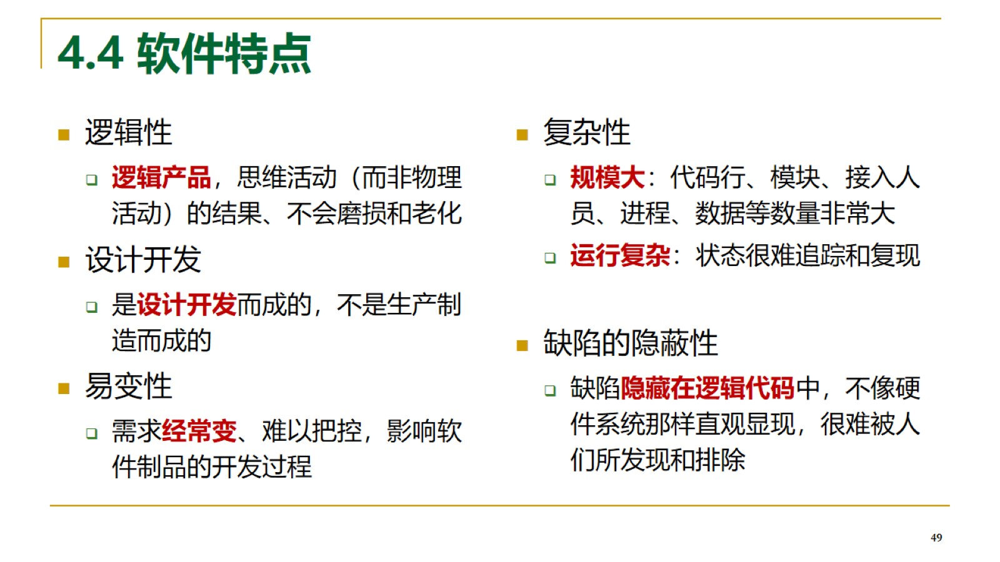 4.4 软件特点
逻辑性
逻辑产品，思维活动（而非物理
活动）的结果、不会磨损和老化
设计开发
是设计开发而成的，不是生产制
造而成的
易变性
需求经常变、难以把控，影响软
件制品的开发过程
复杂性
规模大：代码行、模块、接入人
员、进程、数据等数量非常大
运行复杂：状态很难追踪和复现
缺陷的隐蔽性
缺陷隐藏在逻辑代码中，不像硬
件系统那样直观显现，很难被人
们所发现和排除
49